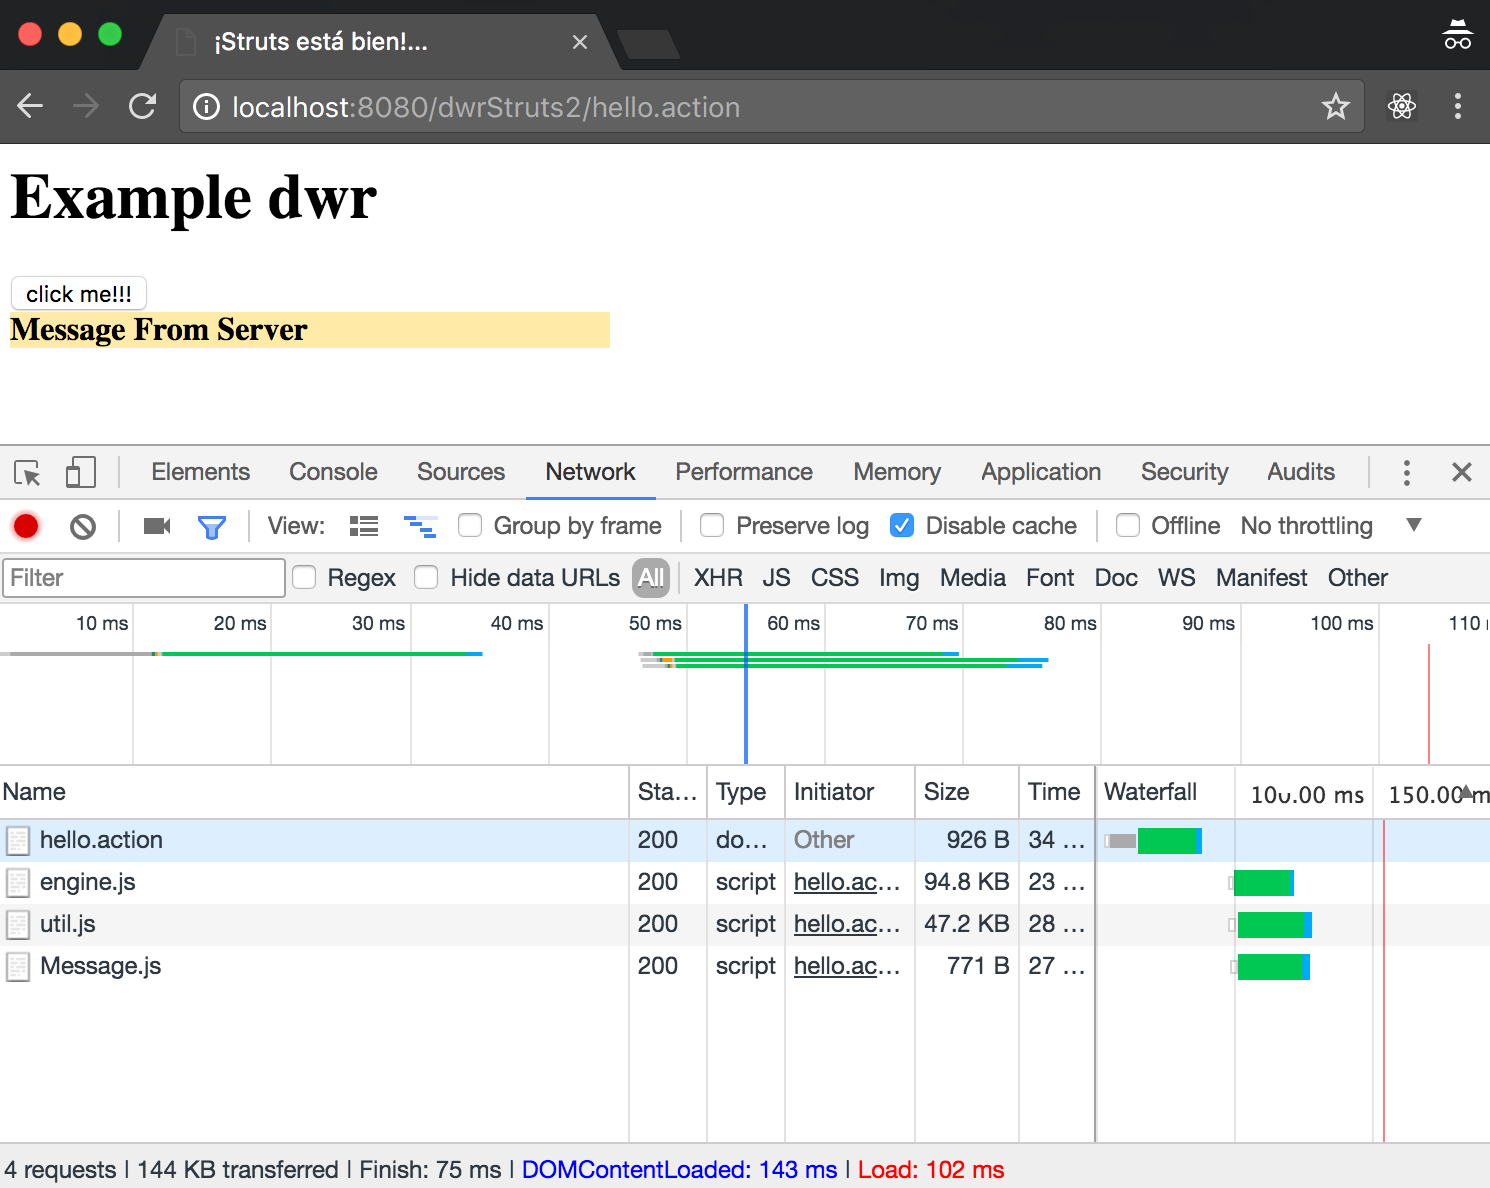 ¡Struts está bien!...
localhost:8080/dwrStruts2/hello.action
Example dwr
click me!!!
Message From Server
Elements Console Sources Network Performance Memory Application Security Audits
View: Group by frame Preserve log Disable cache Offline No throttling
Filter Regex Hide data URLs All XHR JS CSS Img Media Font Doc WS Manifest Other
10 ms 20 ms 30 ms 40 ms 50 ms 60 ms 70 ms 80 ms 90 ms 100 ms 110
Name Sta... Type Initiator Size Time Waterfall 100.00 ms 150.00 m
hello.action 200 do... Other 926 B 34 ...
engine.js 200 script hello.ac... 94.8 KB 23 ...
util.js 200 script hello.ac... 47.2 KB 28 ...
Message.js 200 script hello.ac... 771 B 27 ...
4 requests | 144 KB transferred | Finish: 75 ms | DOMContentLoaded: 143 ms | Load: 102 ms